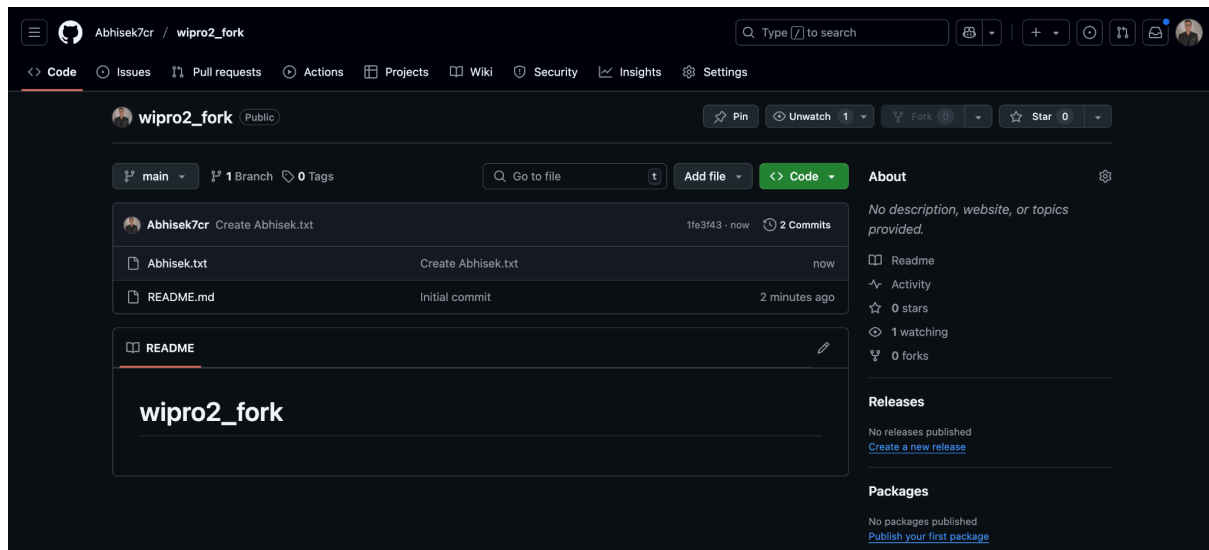 Abhisek7cr / wipro2_fork
Type / to search
Code Issues Pull requests Actions Projects Wiki Security Insights Settings
wipro2_fork Public
Pin Unwatch 1 Fork 0 Star 0
main 1 Branch 0 Tags
Go to file t Add file Code
Abhisek7cr Create Abhisek.txt 1fe3f43 · now 2 Commits
Abhisek.txt Create Abhisek.txt now
README.md Initial commit 2 minutes ago
README
wipro2_fork
About
No description, website, or topics
provided.
Readme
Activity
0 stars
1 watching
0 forks
Releases
No releases published
Create a new release
Packages
No packages published
Publish your first package